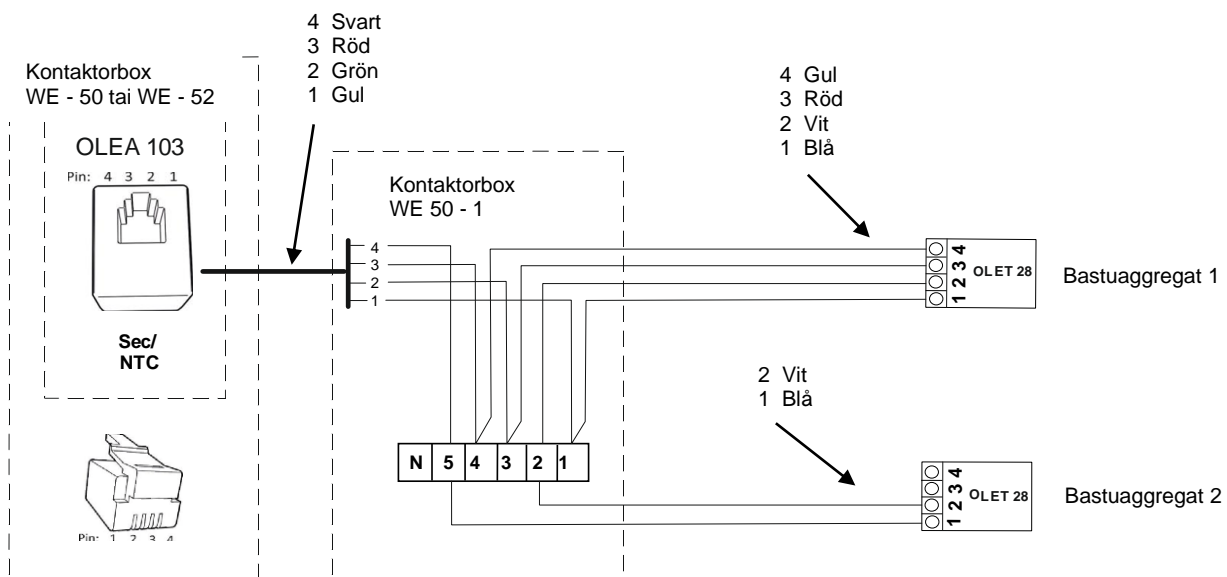 4 Svart
3 Röd
2 Grön
1 Gul
Kontaktorbox
WE - 50 tai WE - 52
OLEA 103
Pin: 4 3 2 1
Sec/
NTC
Pin: 1 2 3 4
Kontaktorbox
WE 50 - 1
4
3
2
1
N 5 4 3 2 1
4 Gul
3 Röd
2 Vit
1 Blå
1 2 3 4
OLET 28
Bastuaggregat 1
2 Vit
1 Blå
1 2 3 4
OLET 28
Bastuaggregat 2